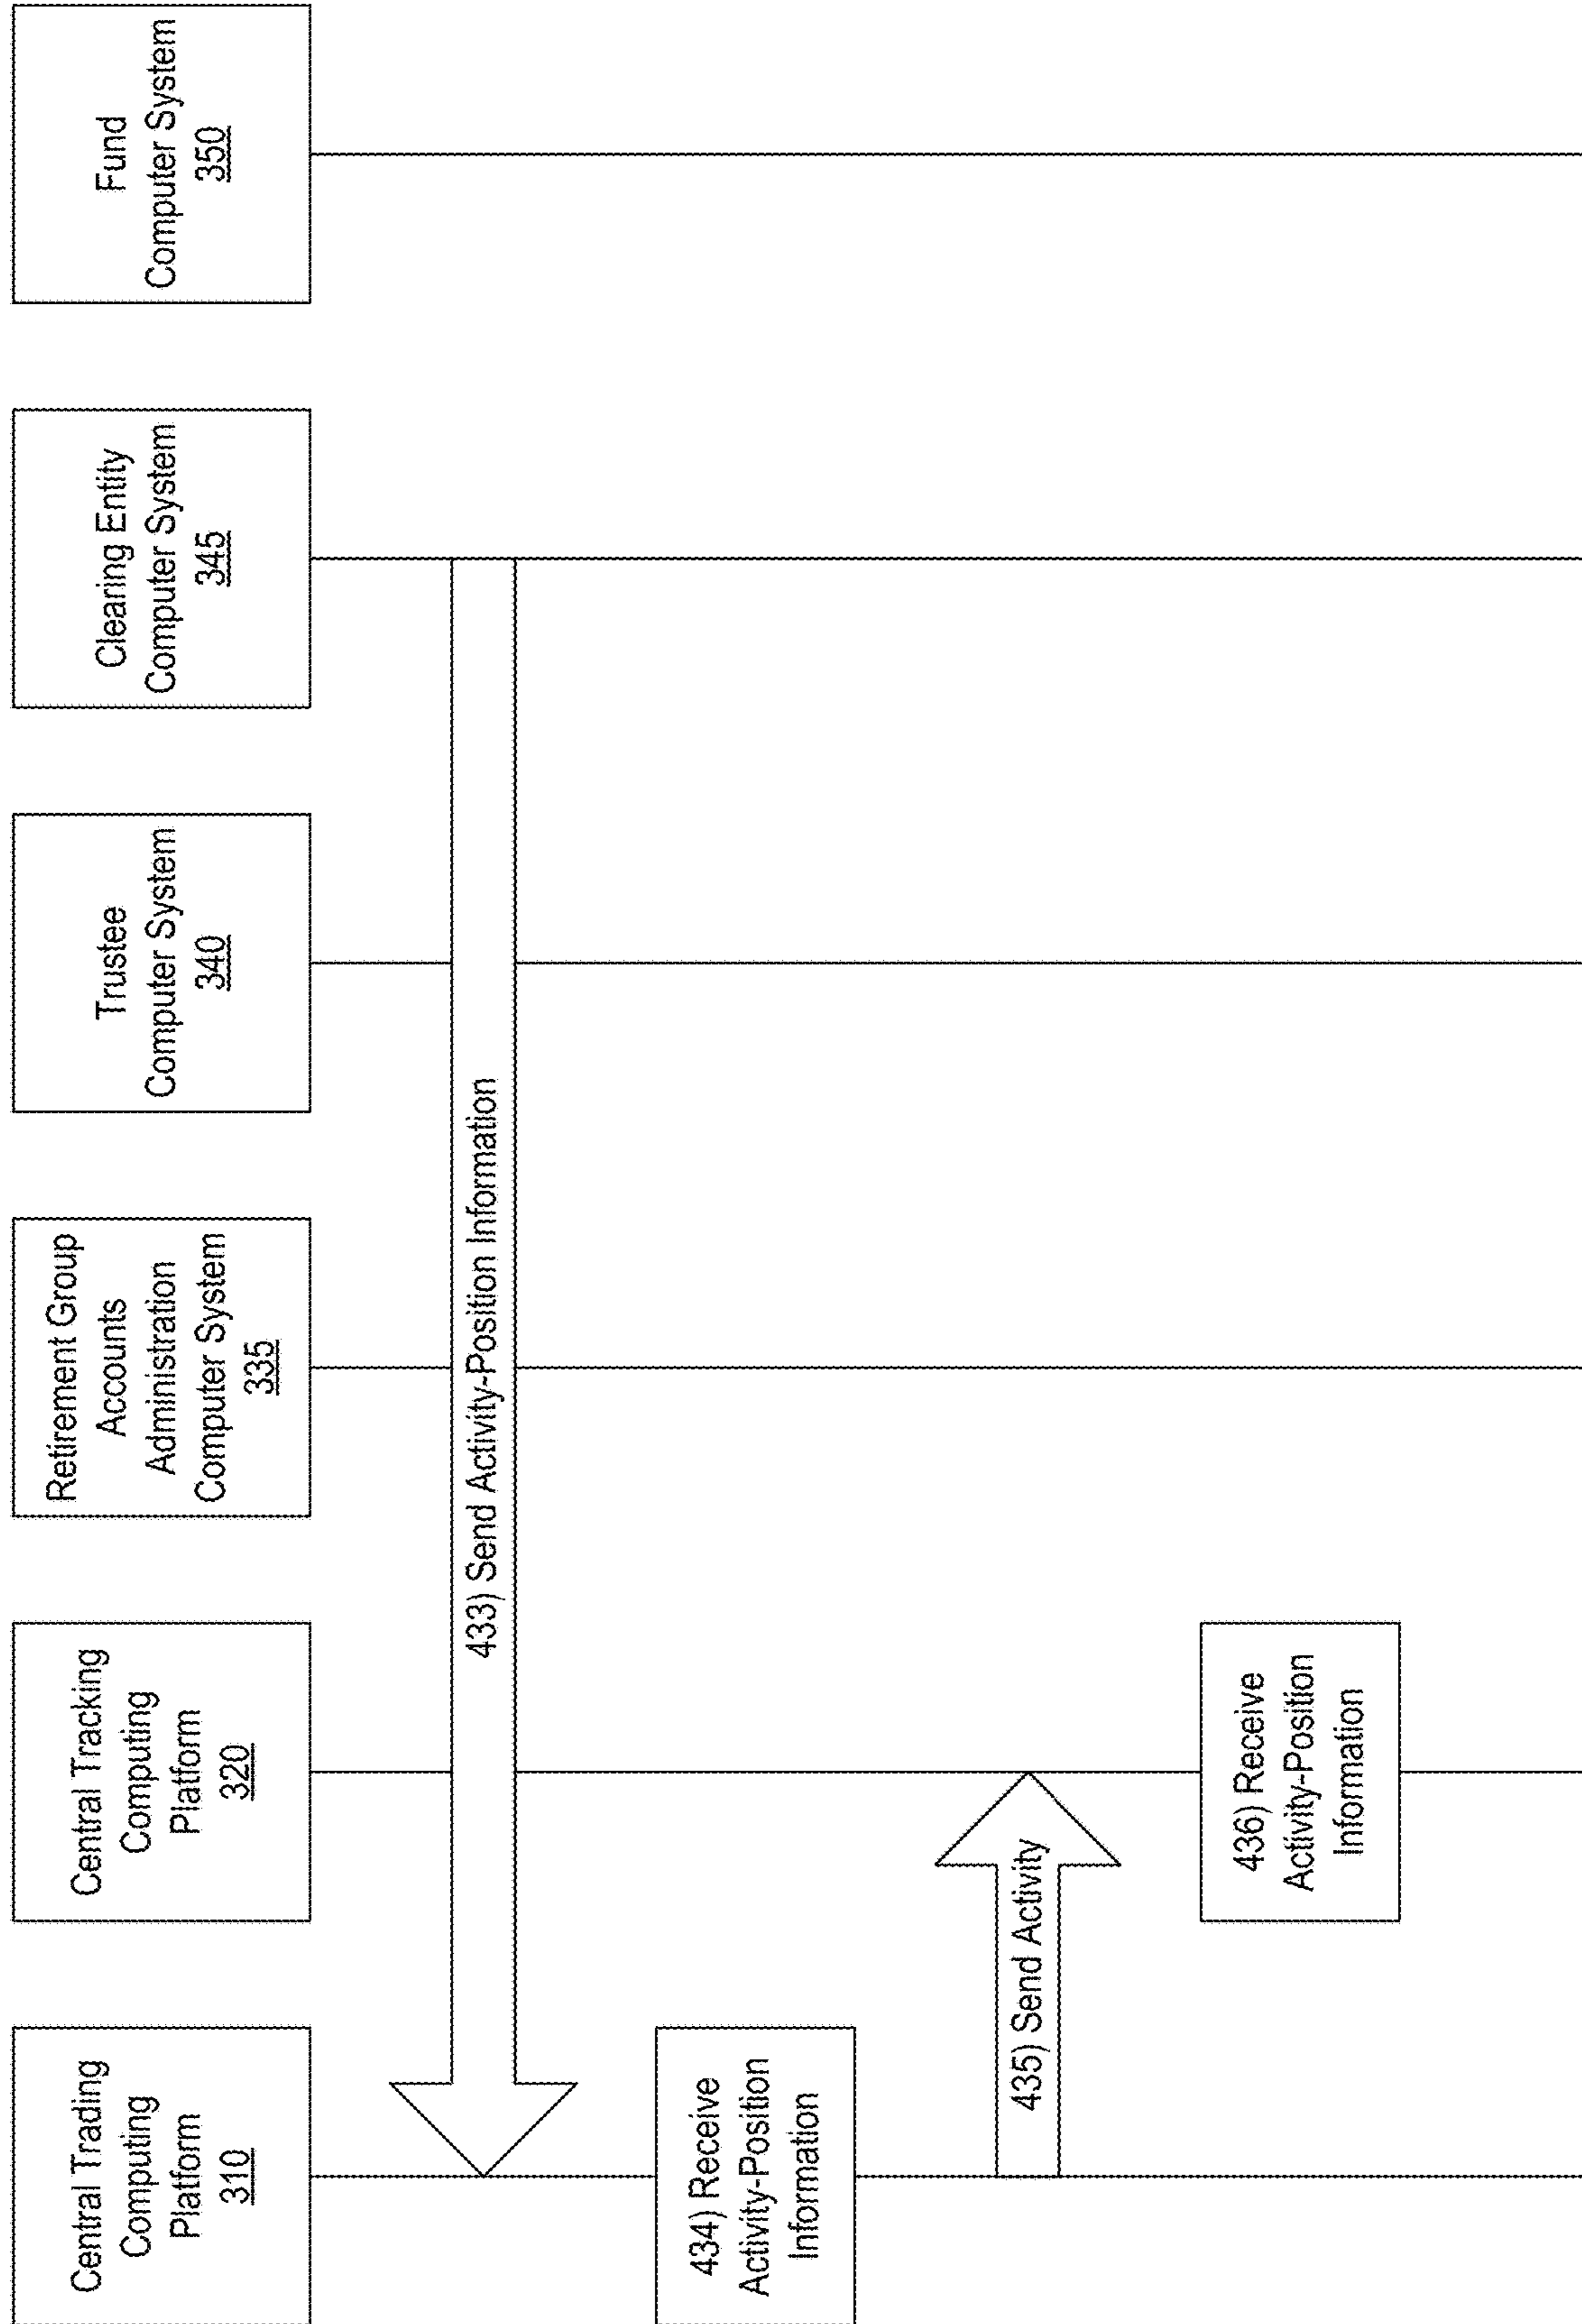 Central Trading
Computing
Platform
310
Central Tracking
Computing
Platform
320
Retirement Group
Accounts
Administration
Computer System
335
Trustee
Computer System
340
Clearing Entity
Computer System
345
Fund
Computer System
350
433) Send Activity-Position Information
434) Receive
Activity-Position
Information
435) Send Activity
436) Receive
Activity-Position
Information